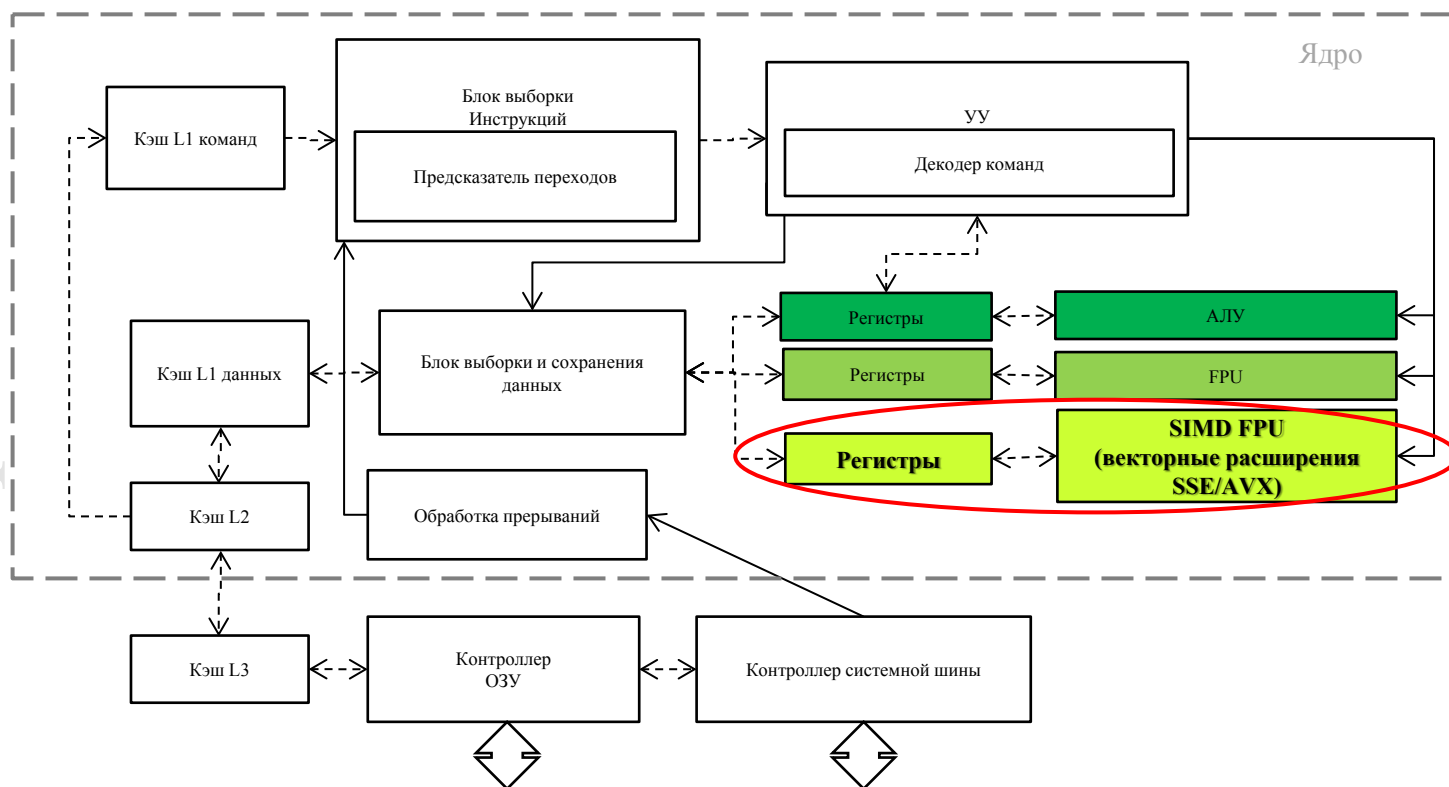 Ядро
Кэш L1 команд
Блок выборки
Инструкций
Предсказатель переходов
УУ
Декодер команд
Кэш L1 данных
Блок выборки и сохранения
данных
Регистры
АЛУ
Регистры
FPU
Регистры
SIMD FPU
(векторные расширения
SSE/AVX)
Кэш L2
Обработка прерываний
Кэш L3
Контроллер
ОЗУ
Контроллер системной шины